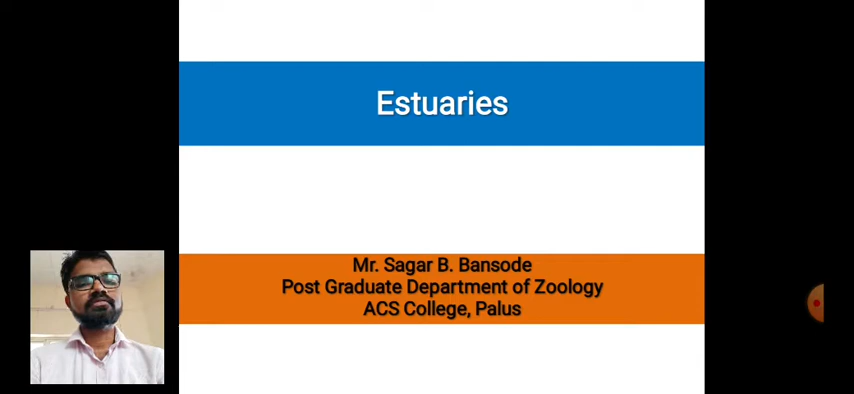 Estuaries
Mr. Sagar B. Bansode
Post Graduate Department of Zoology
ACS College, Palus